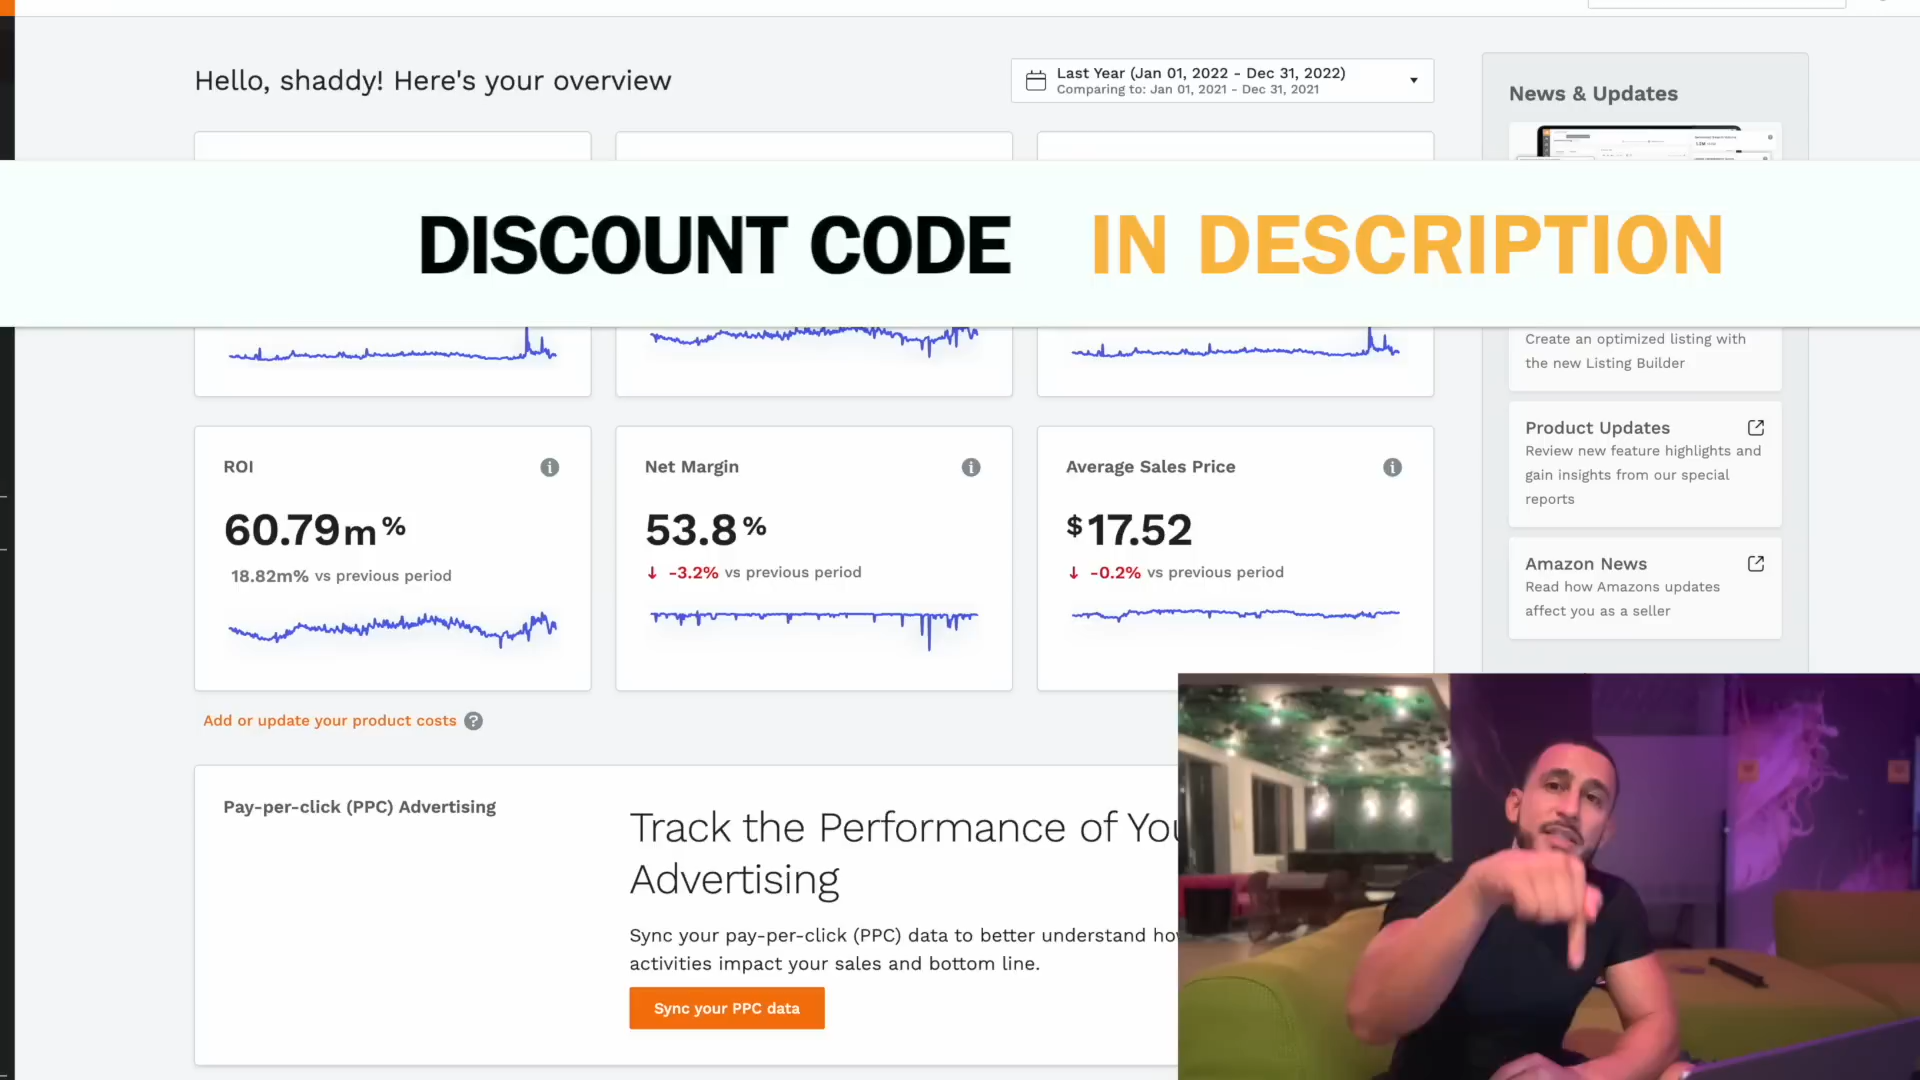 Hello, shaddy! Here's your overview
Last Year (Jan 01, 2022 - Dec 31, 2022)
Comparing to: Jan 01, 2021 - Dec 31, 2021
News & Updates
DISCOUNT CODE IN DESCRIPTION
Create an optimized listing with
the new Listing Builder
Product Updates
Review new feature highlights and
gain insights from our special
reports
Amazon News
Read how Amazons updates
affect you as a seller
ROI
60.79m%
18.82m% vs previous period
Net Margin
53.8%
-3.2% vs previous period
Average Sales Price
$17.52
-0.2% vs previous period
Add or update your product costs ?
Pay-per-click (PPC) Advertising
Track the Performance of You
Advertising
Sync your pay-per-click (PPC) data to better understand ho
activities impact your sales and bottom line.
Sync your PPC data